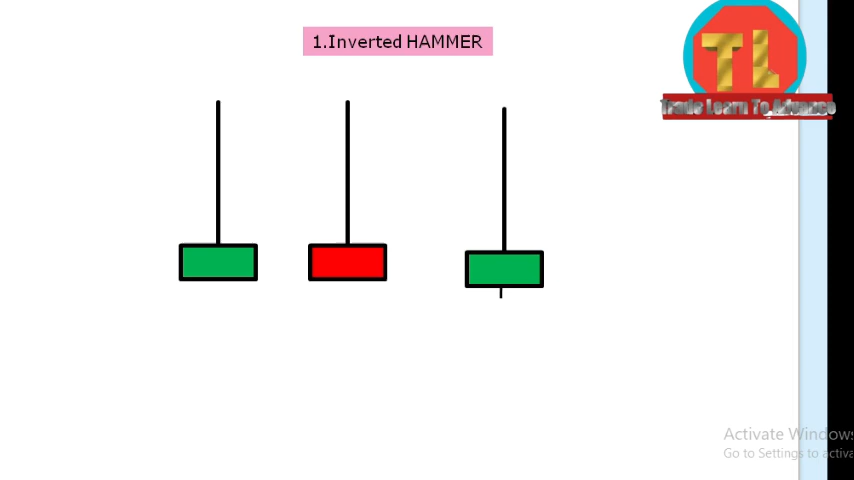 1.Inverted HAMMER
TL
Trade Learn To Advance
Activate Windows
Go to Settings to activa